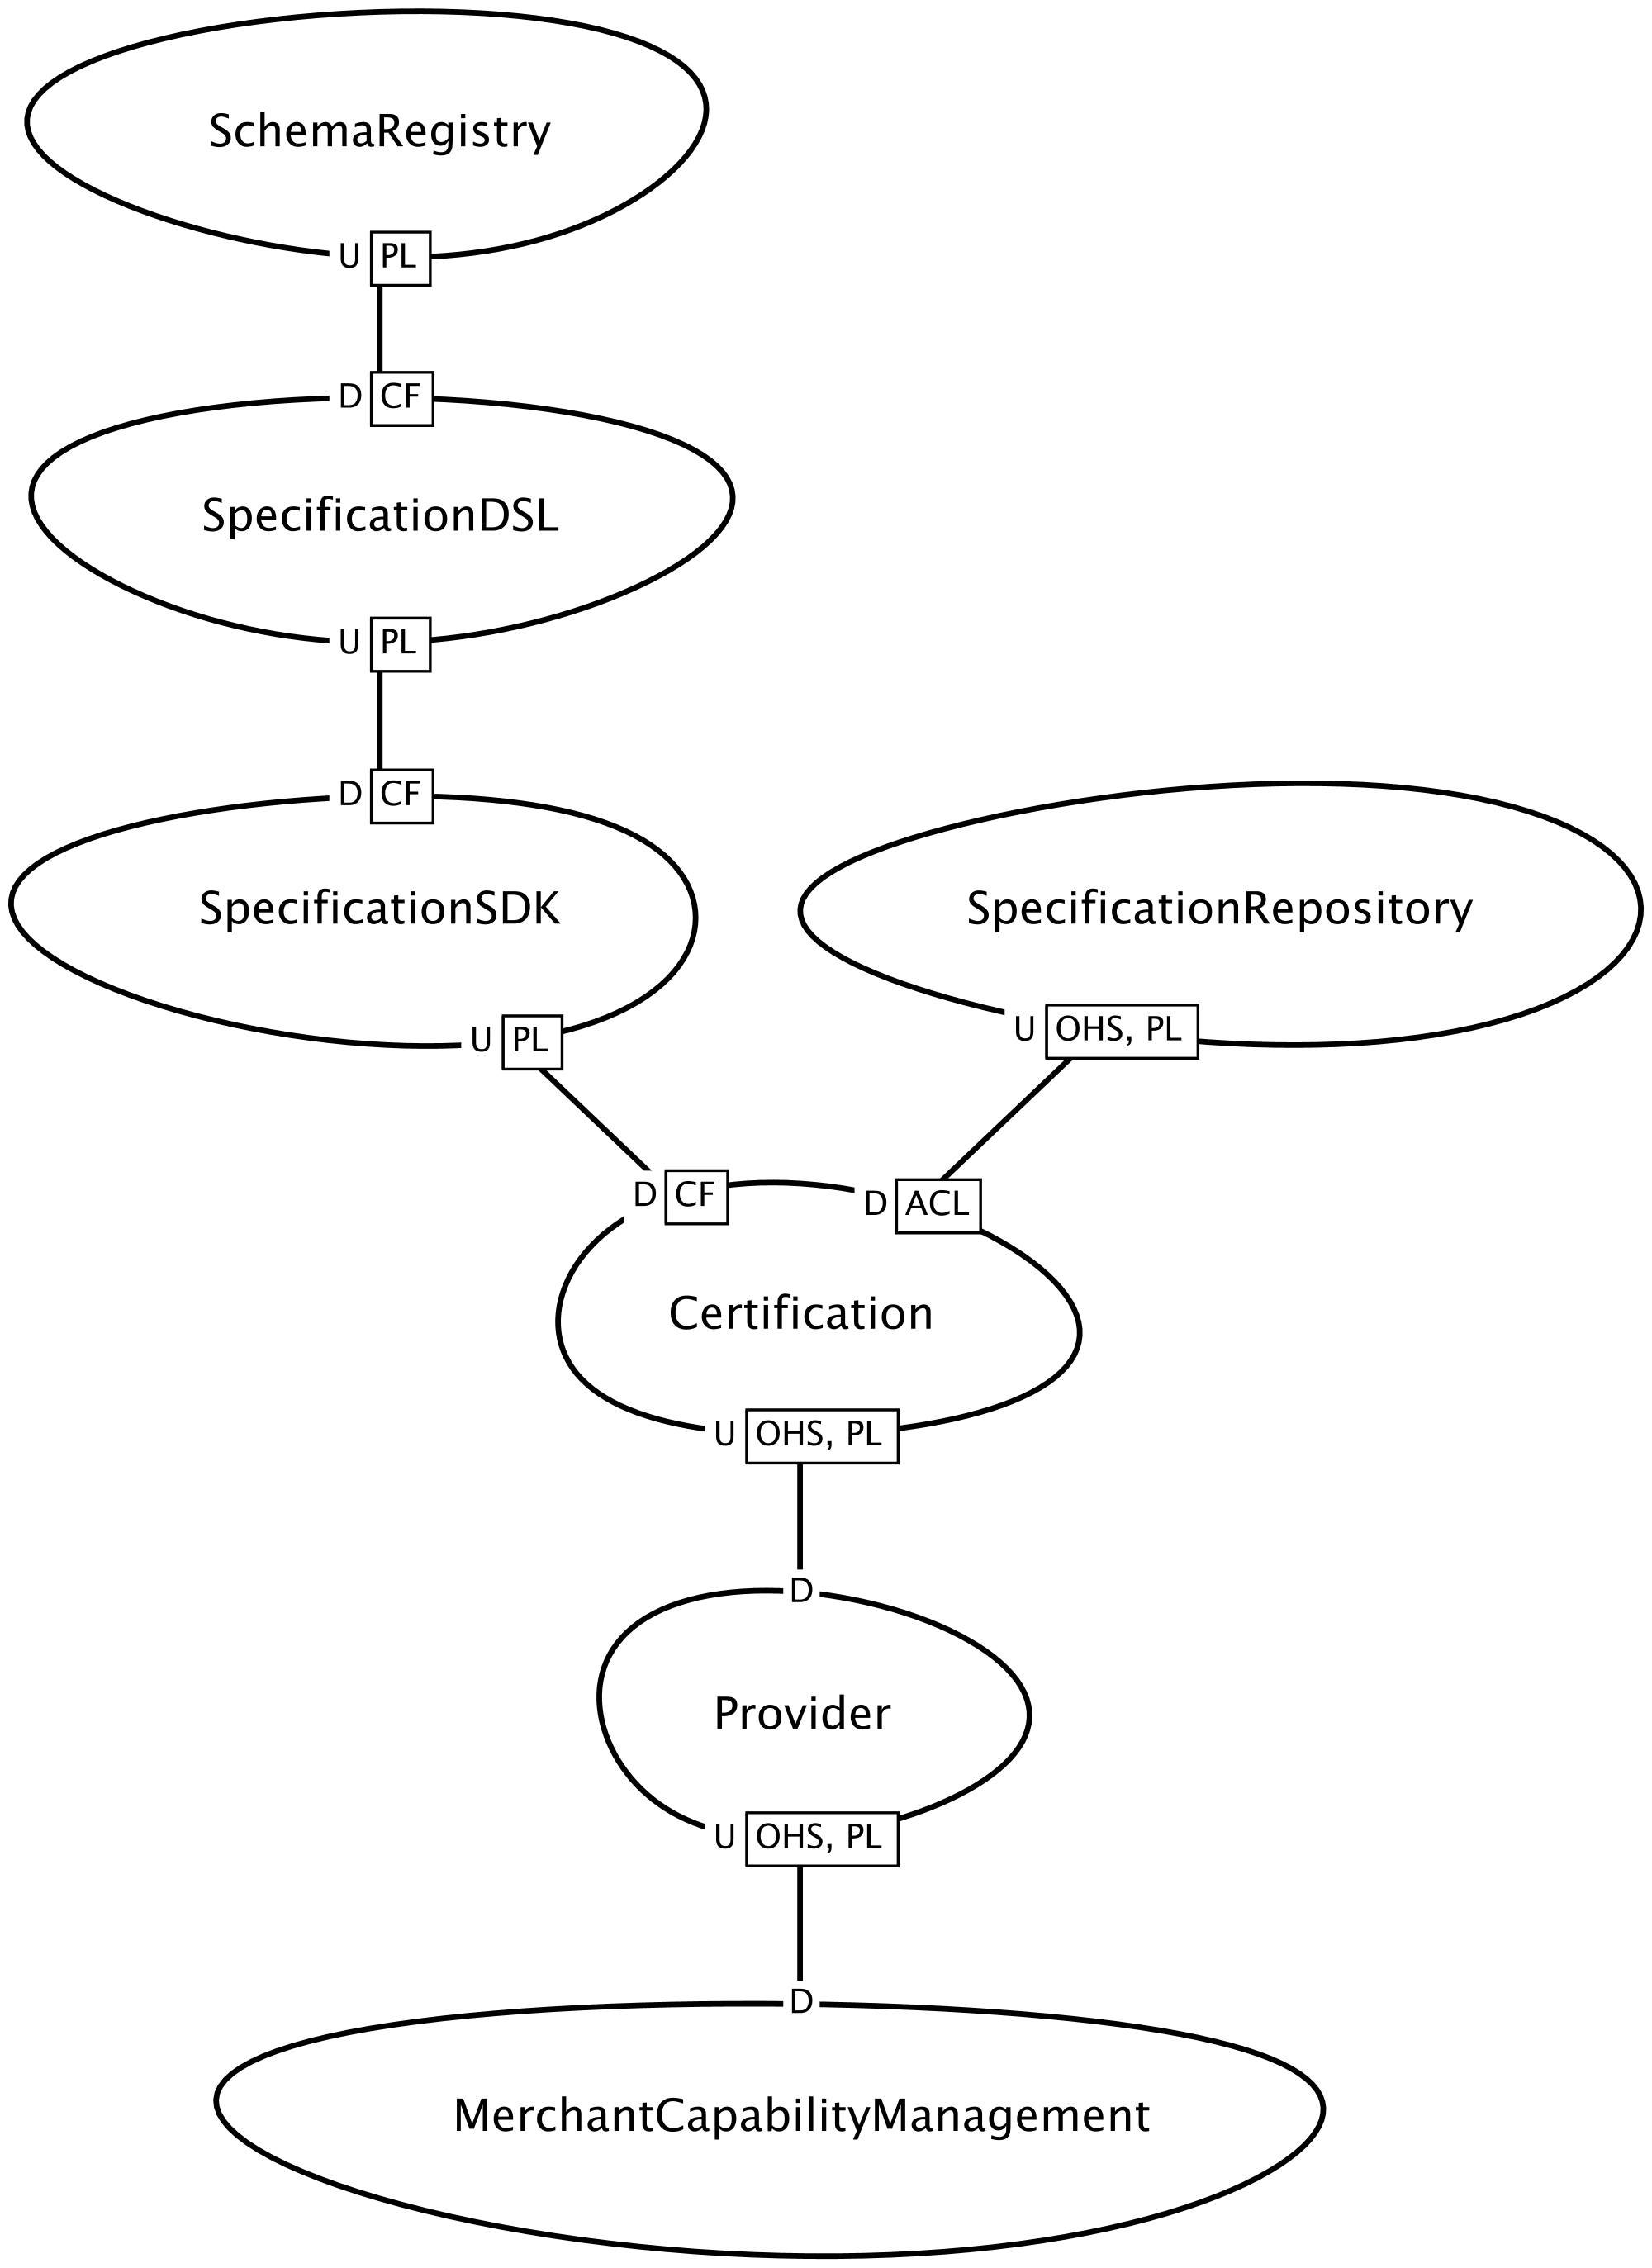 SchemaRegistry
U PL
D CF
SpecificationDSL
U PL
D CF
SpecificationSDK
SpecificationRepository
U PL
U OHS, PL
D CF
D ACL
Certification
U OHS, PL
D
Provider
U OHS, PL
D
MerchantCapabilityManagement